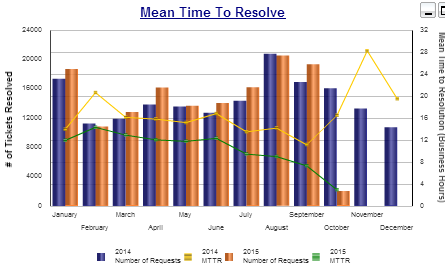 Mean Time To Resolve
# of Tickets Resolved
24000
20000
16000
12000
8000
4000
0
32
28
24
20
16
12
8
4
0
Mean Time to Resolution (Business Hours)
January
February
March
April
May
June
July
August
September
October
November
December
2014
Number of Requests
2014
MTTR
2015
Number of Requests
2015
MTTR